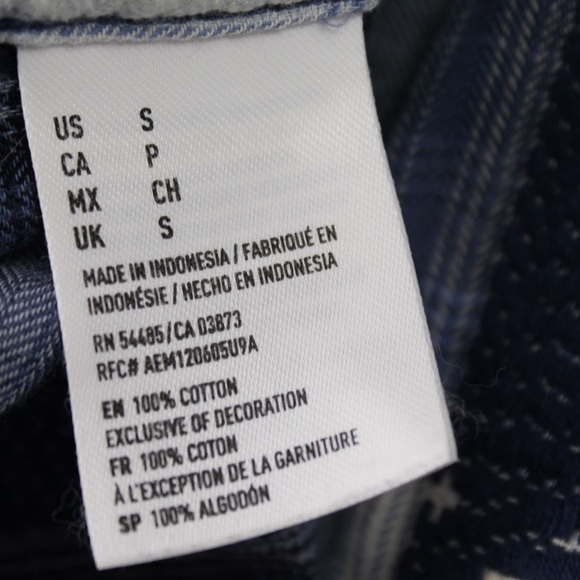 US S
CA P
MX CH
UK S
MADE IN INDONESIA / FABRIQUÉ EN
INDONÉSIE / HECHO EN INDONESIA
RN 54485/CA 03873
RFC# AEM120605U9A
EN 100% COTTON
EXCLUSIVE OF DECORATION
FR 100% COTON
À L'EXCEPTION DE LA GARNITURE
SP 100% ALGODÓN